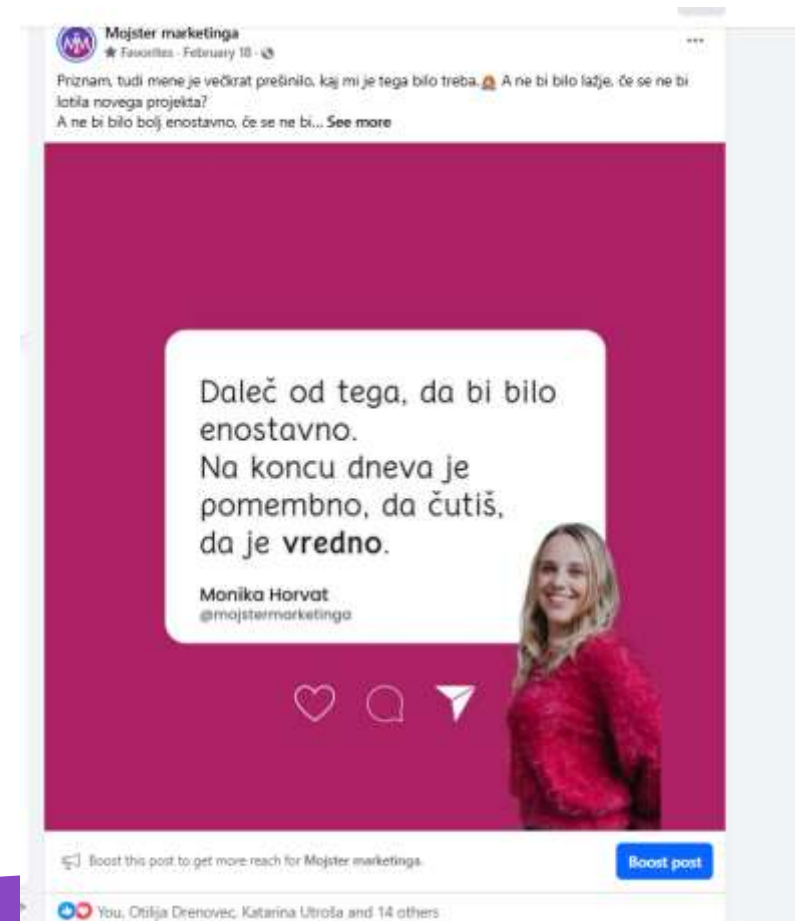 Mojster marketinga
Favorites · February 18 ·
Priznam, tudi mene je večkrat prešinilo, kaj mi je tega bilo treba. A ne bi bilo lažje, če se ne bi
lotila novega projekta?
A ne bi bilo bolj enostavno, če se ne bi... See more
Daleč od tega, da bi bilo
enostavno.
Na koncu dneva je
pomembno, da čutiš,
da je vredno.
Monika Horvat
@mojstermarketinga
Boost this post to get more reach for Mojster marketinga.
Boost post
You, Otilija Drenovec, Katarina Utroša and 14 others